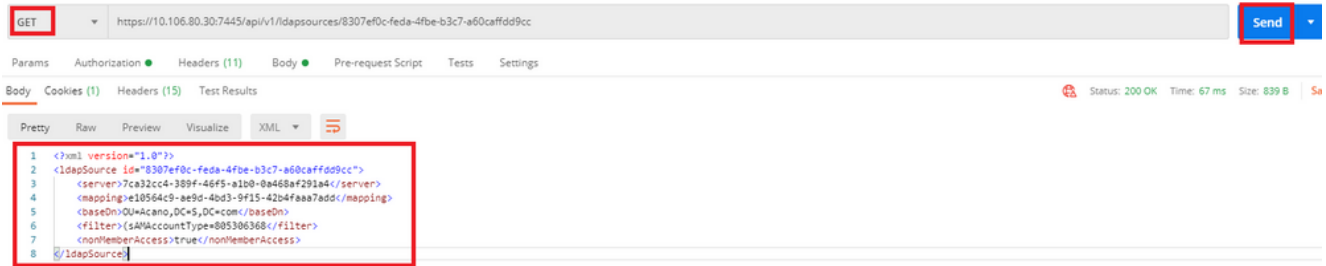 GET https://10.106.80.30:7445/api/v1/ldapsources/8307ef0c-feda-4fbe-b3c7-a60caffdd9cc Send
Params Authorization Headers (11) Body Pre-request Script Tests Settings
Body Cookies (1) Headers (15) Test Results Status: 200 OK Time: 67 ms Size: 839 B Sa
Pretty Raw Preview Visualize XML
1 <?xml version="1.0"?>
2 <ldapSource id="8307ef0c-feda-4fbe-b3c7-a60caffdd9cc">
3 <server>7ca32cc4-389f-46f5-a1b0-0a468af291a4</server>
4 <mapping>e10564c9-ae9d-4bd3-9f15-42b4faaa7add</mapping>
5 <baseDn>OU=Acano,DC=S,DC=com</baseDn>
6 <filter>(sAMAccountType=805306368</filter>
7 <nonMemberAccess>true</nonMemberAccess>
8 </ldapSource>